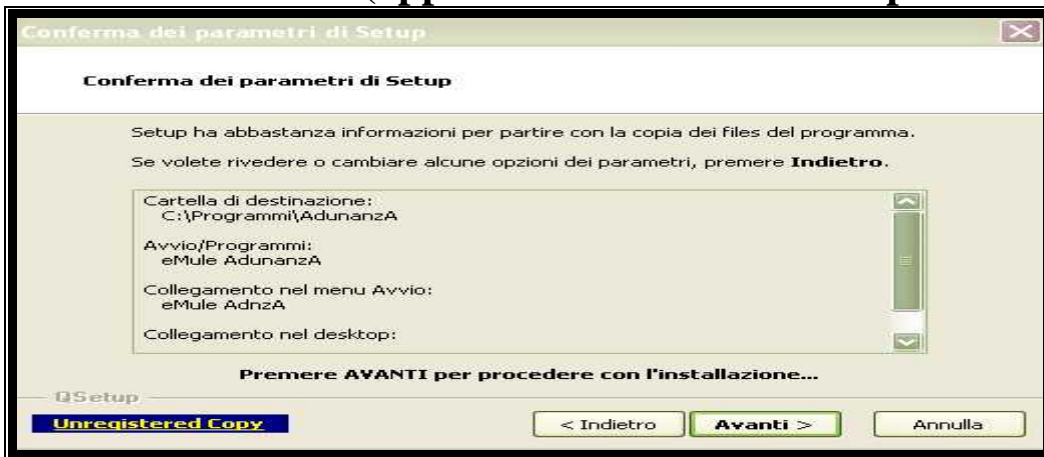 Conferma dei parametri di Setup
Conferma dei parametri di Setup
Setup ha abbastanza informazioni per partire con la copia dei files del programma.
Se volete rivedere o cambiare alcune opzioni dei parametri, premere Indietro.
Cartella di destinazione:
C:\Programmi\AdunanzA
Avvio/Programmi:
eMule AdunanzA
Collegamento nel menu Avvio:
eMule AdnzA
Collegamento nel desktop:
Premere AVANTI per procedere con l'installazione...
QSetup
Unregistered Copy
< Indietro
Avanti >
Annulla